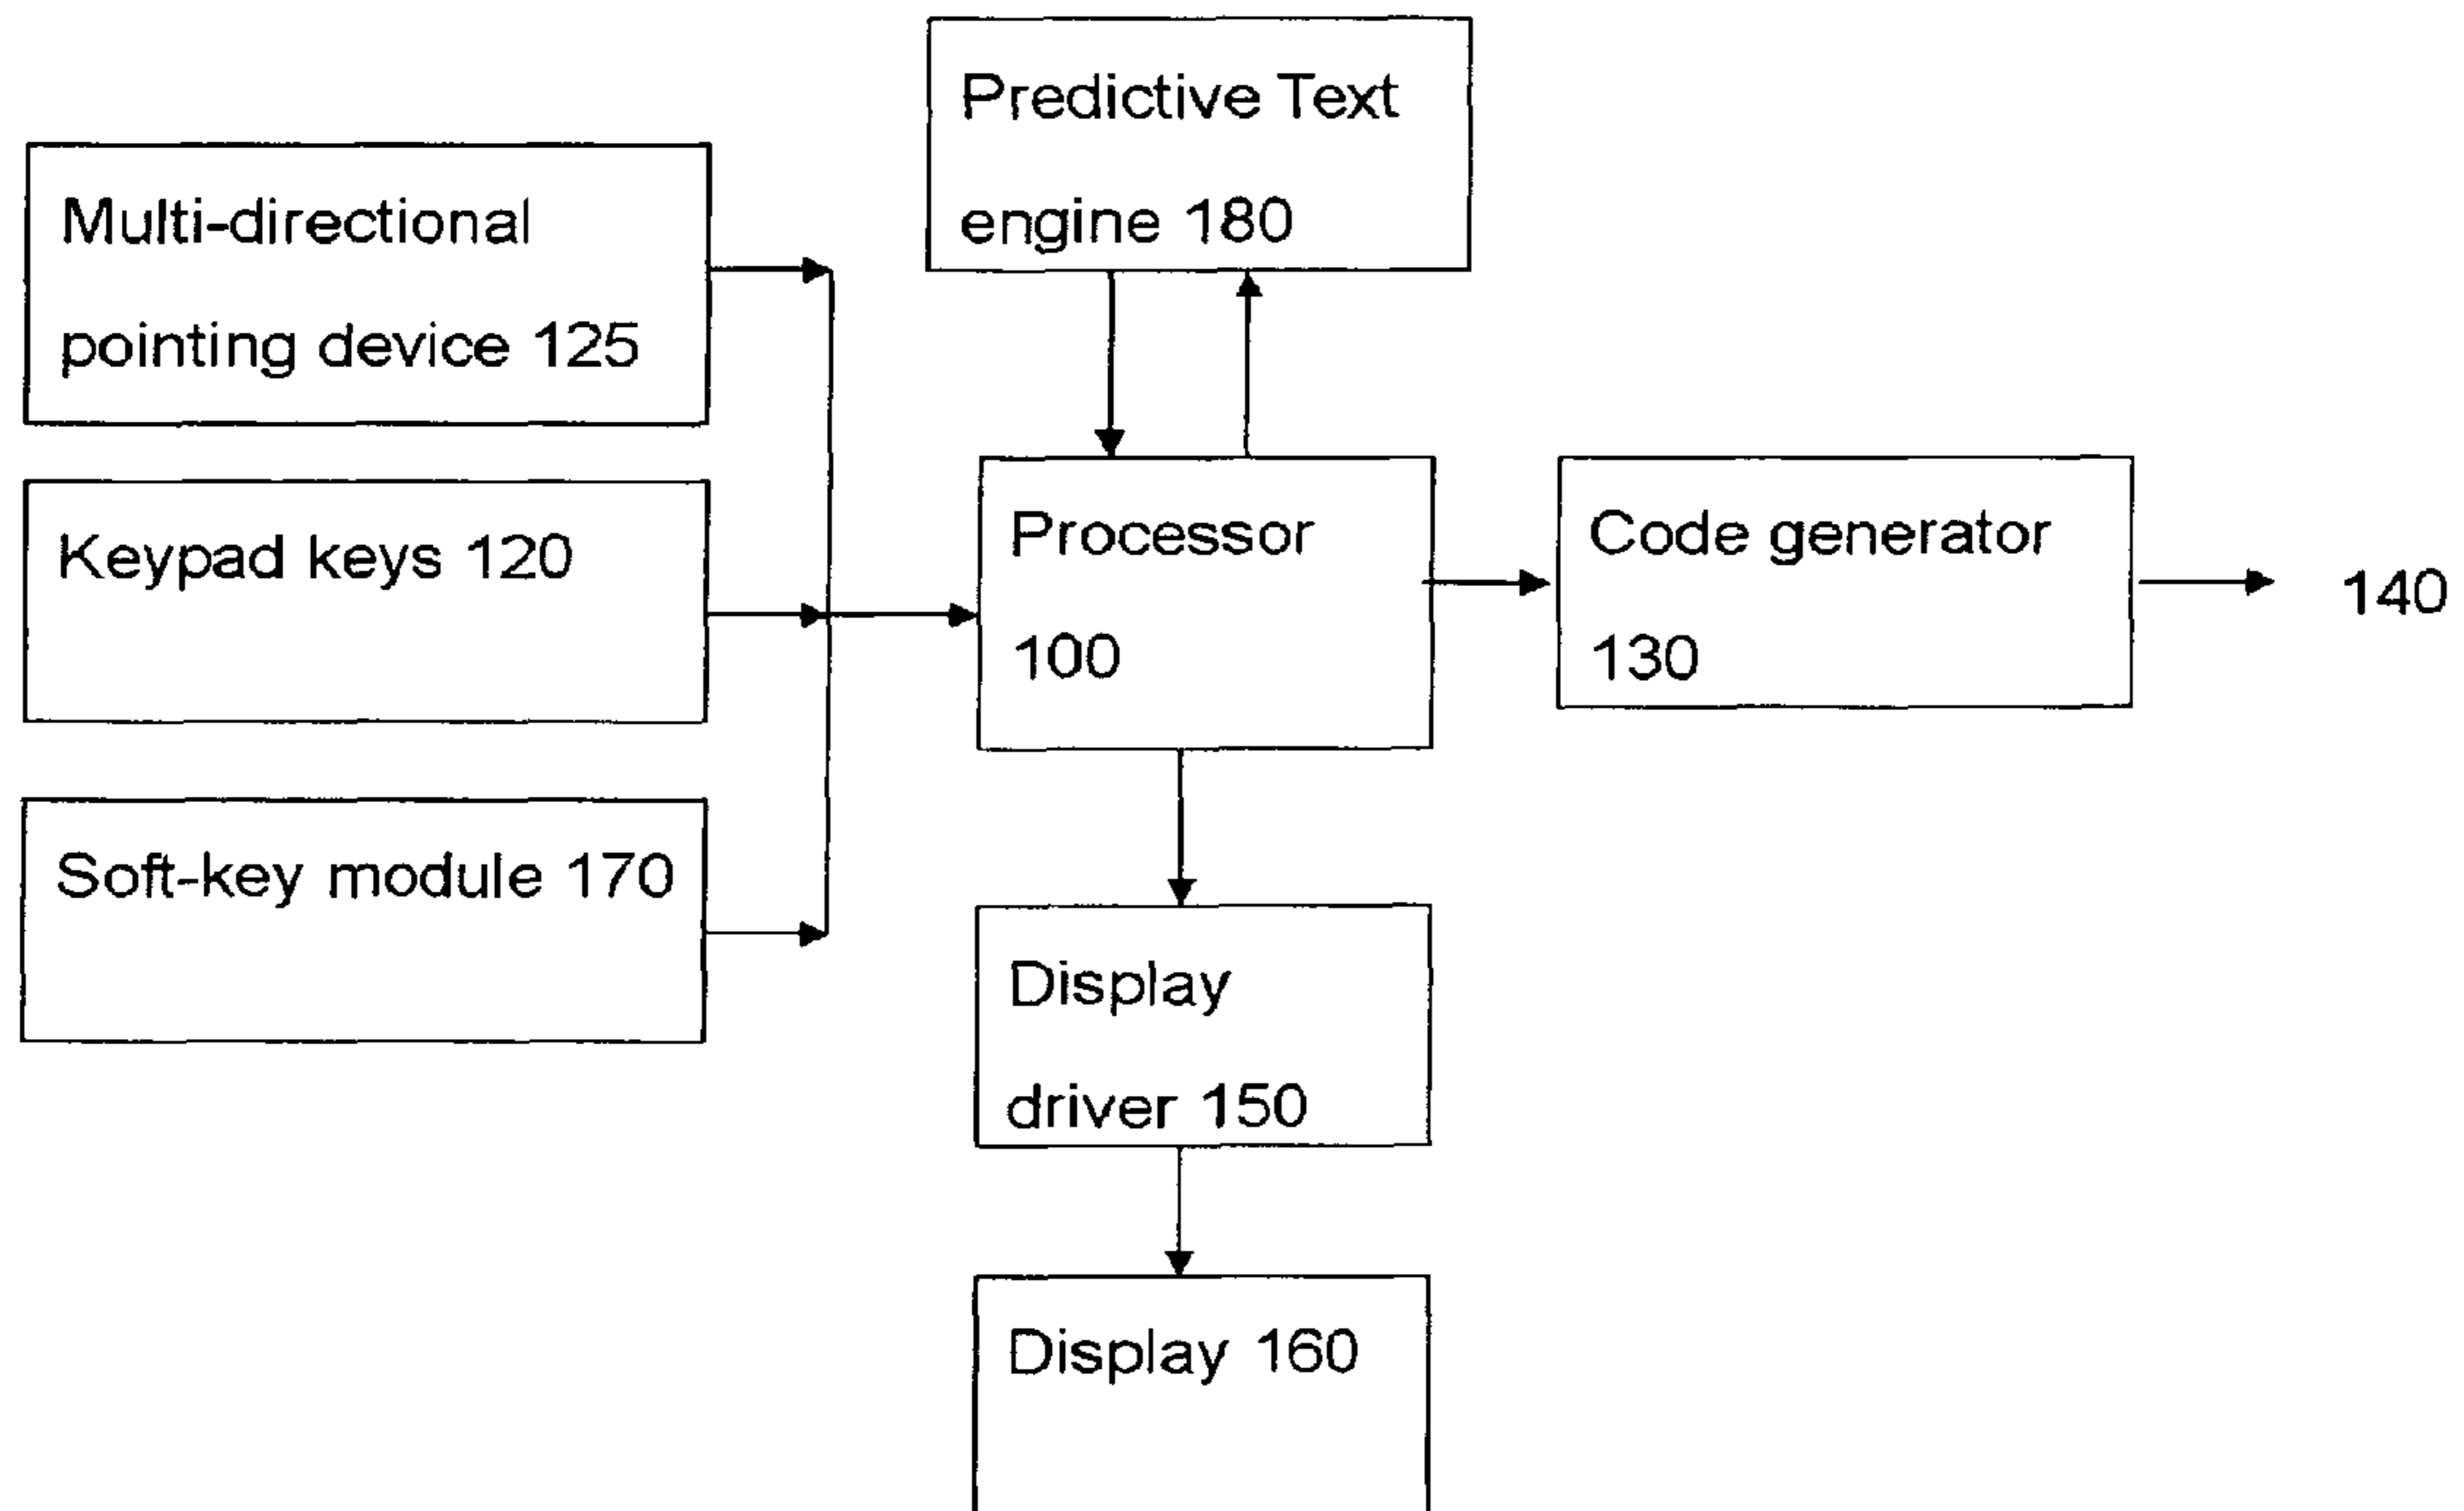 Predictive Text
engine 180
Multi-directional
pointing device 125
Keypad keys 120
Processor
100
Code generator
130
140
Soft-key module 170
Display
driver 150
Display 160